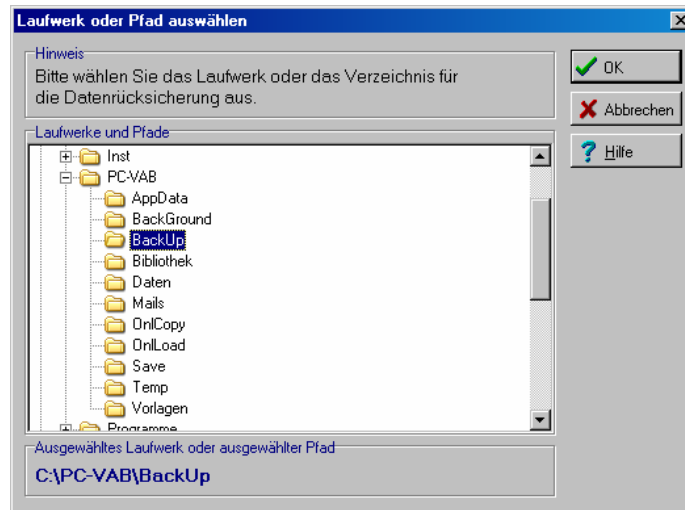 Laufwerk oder Pfad auswählen
Hinweis
Bitte wählen Sie das Laufwerk oder das Verzeichnis für
die Datenrücksicherung aus.
OK
Abbrechen
Hilfe
Laufwerke und Pfade
Inst
PC-VAB
AppData
BackGround
BackUp
Bibliothek
Daten
Mails
OnlCopy
OnlLoad
Save
Temp
Vorlagen
Programme
Ausgewähltes Laufwerk oder ausgewählter Pfad
C:\PC-VAB\BackUp